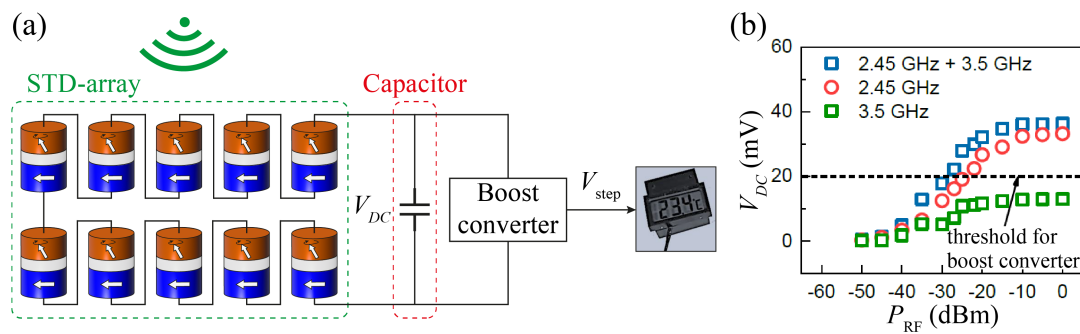 (a)
STD-array
Capacitor
V_DC
Boost
converter
V_step
23.4°c
(b)
60
40
20
0
V_DC (mV)
2.45 GHz + 3.5 GHz
2.45 GHz
3.5 GHz
threshold for
boost converter
-60 -50 -40 -30 -20 -10 0
P_RF (dBm)